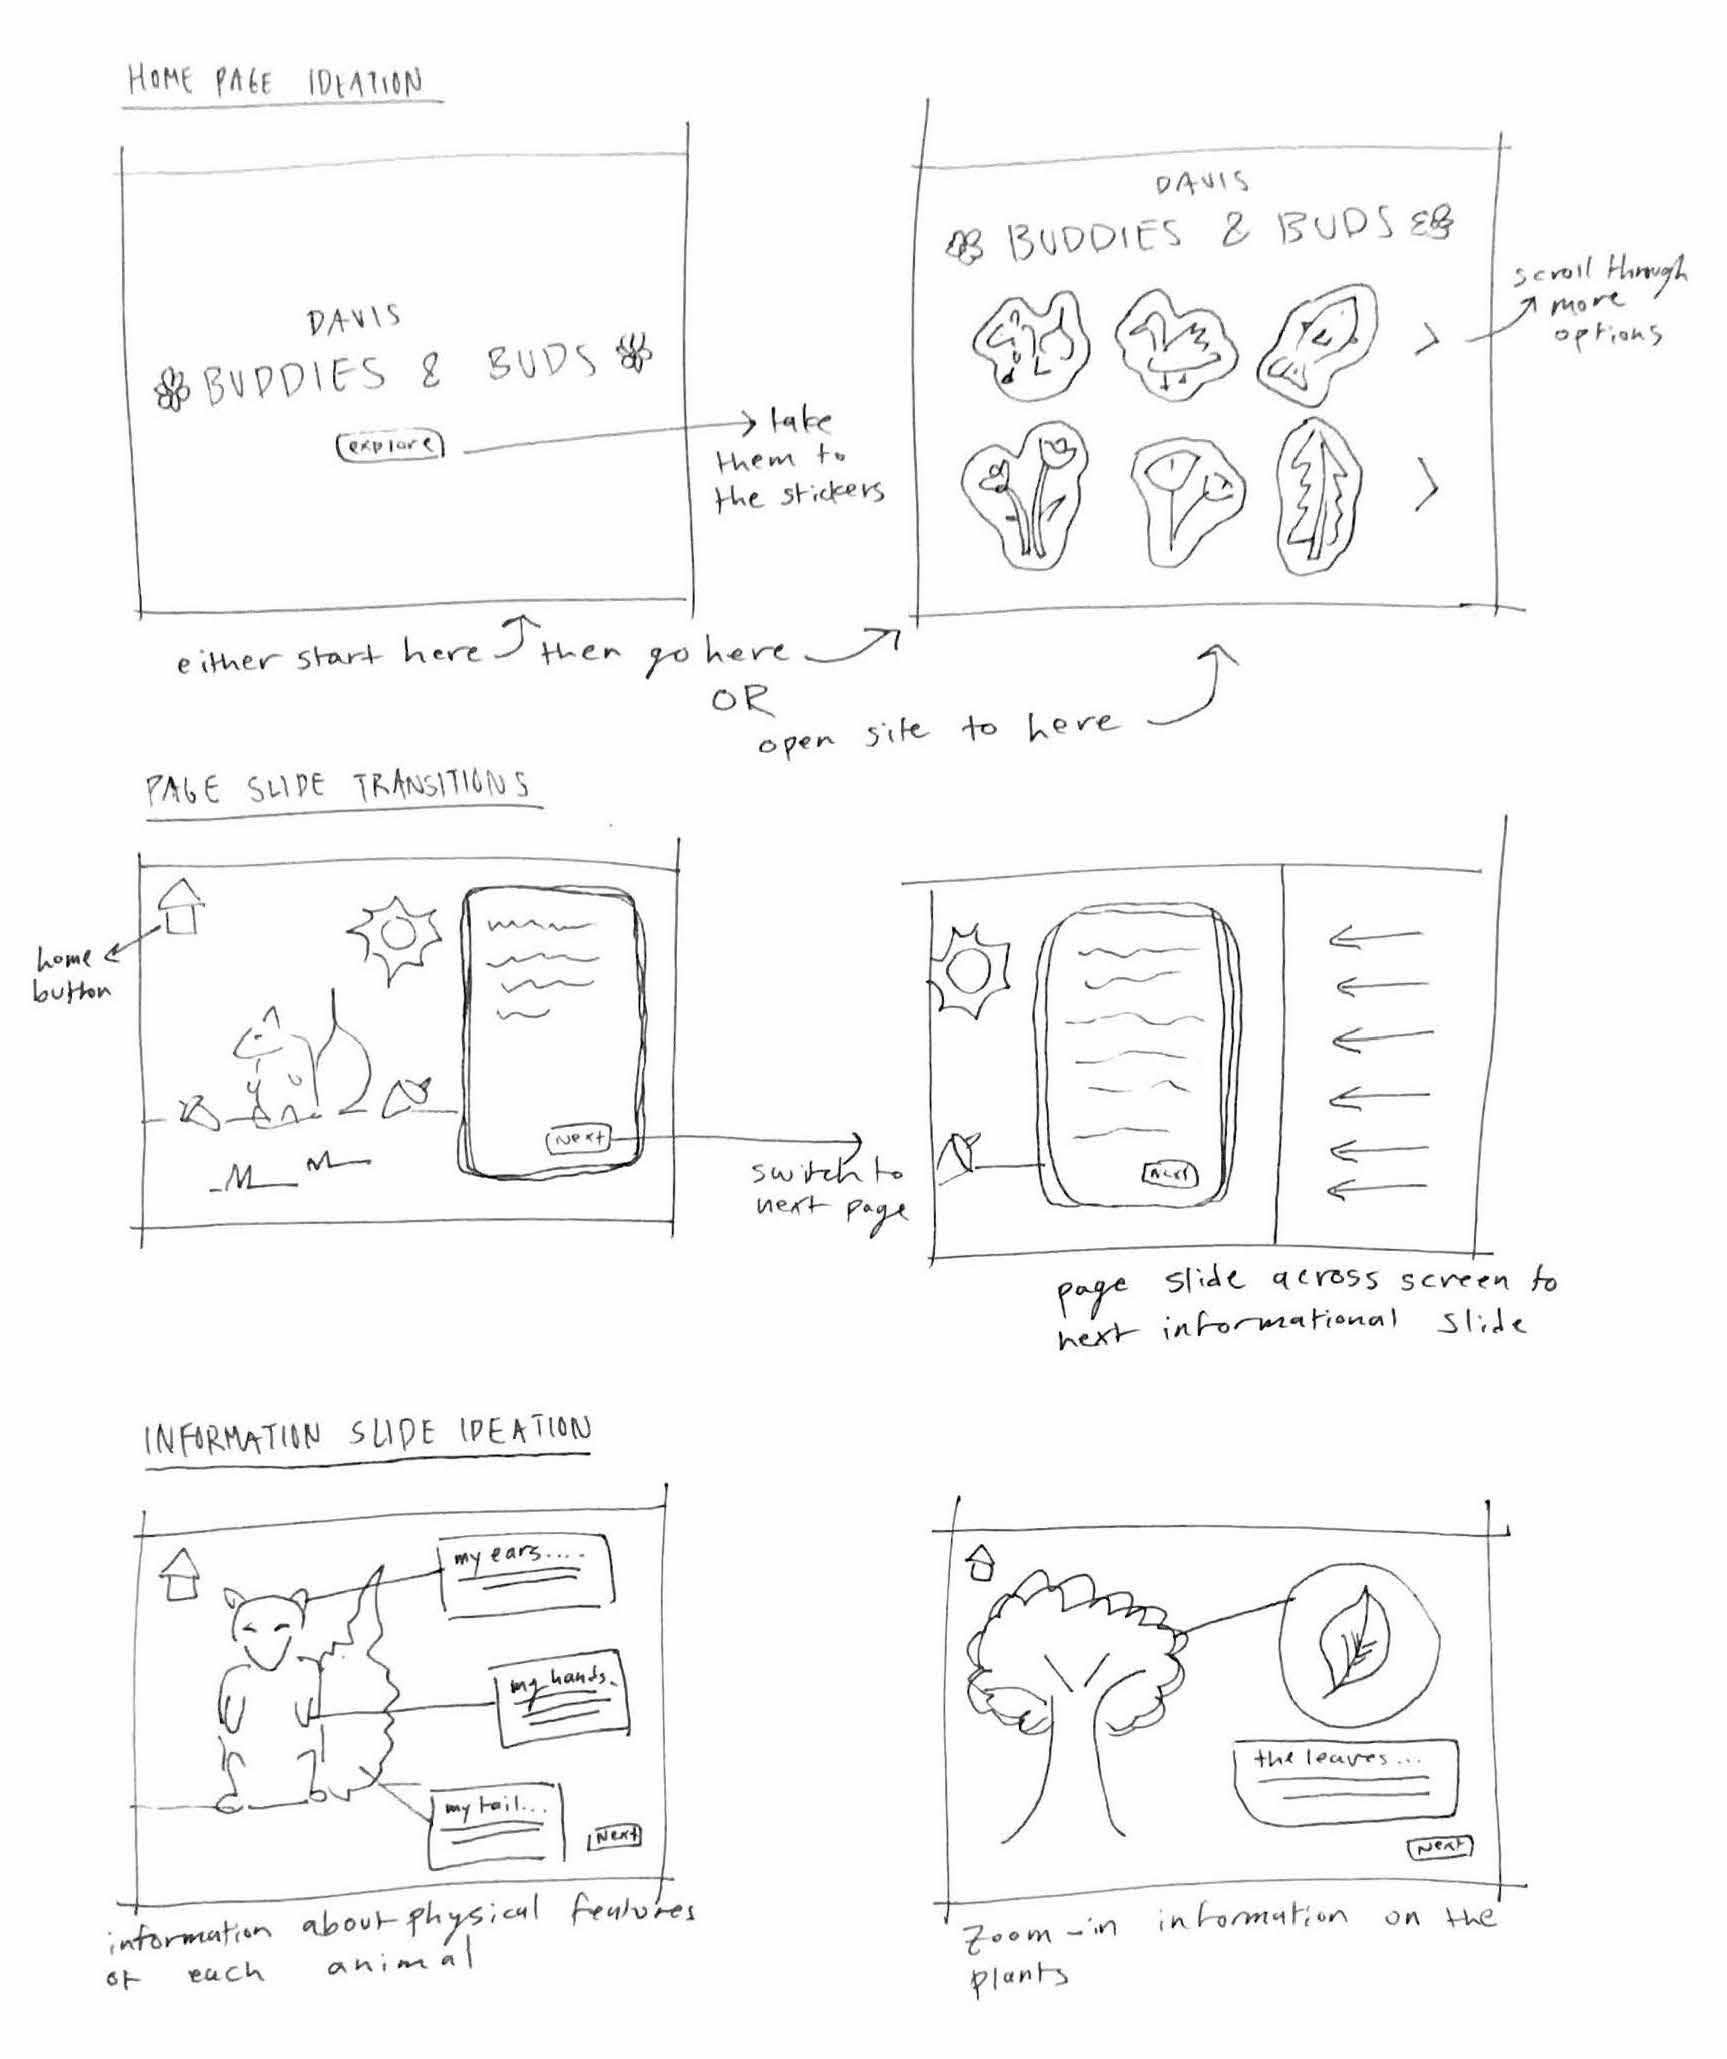 HOME PAGE IDEATION
DAVIS
BUDDIES & BUDS
explore
take
them to
the stickers
DAVIS
BUDDIES & BUDS
scroll through
more
options
either start here then go here
OR
open site to here
PAGE SLIDE TRANSITIONS
home
button
Next
switch to
next page
Next
page slide across screen to
next informational slide
INFORMATION SLIDE IDEATION
my ears....
my hands.
my tail...
Next
information about physical features
of each animal
the leaves...
Next
Zoom-in information on the
plants